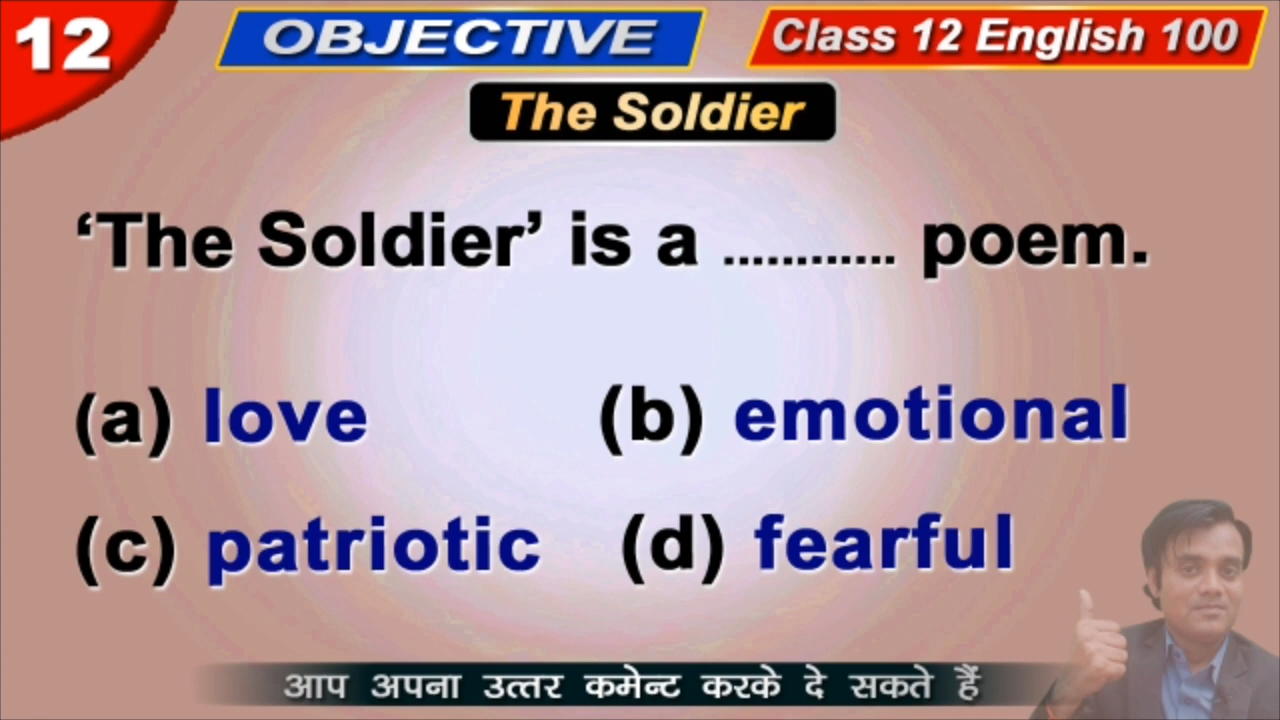 12 OBJECTIVE Class 12 English 100
The Soldier
‘The Soldier’ is a ............ poem.
(a) love (b) emotional
(c) patriotic (d) fearful
आप अपना उत्तर कमेन्ट करके दे सकते हैं